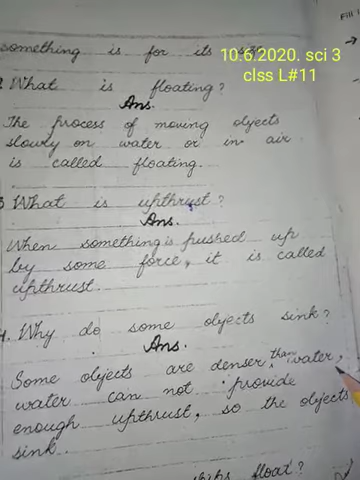 something is for its size
10.6.2020. sci 3
clss L#11
Fill i
What is floating?
Ans.
The process of moving objects
slowly on water or in air
is called floating.
3 What is upthrust?
Ans.
When something is pushed up
by some force, it is called
upthrust.
4. Why do some objects sink?
Ans.
Some objects are denser, than water,
water can not provide
enough upthrust, so the objects
sink.
ships float?